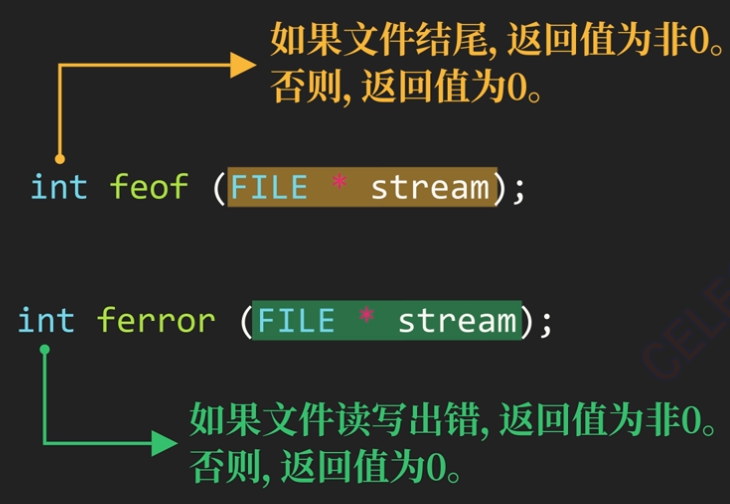 如果文件结尾, 返回值为非0。
否则, 返回值为0。
int feof (FILE * stream);
int ferror (FILE * stream);
如果文件读写出错, 返回值为非0。
否则, 返回值为0。